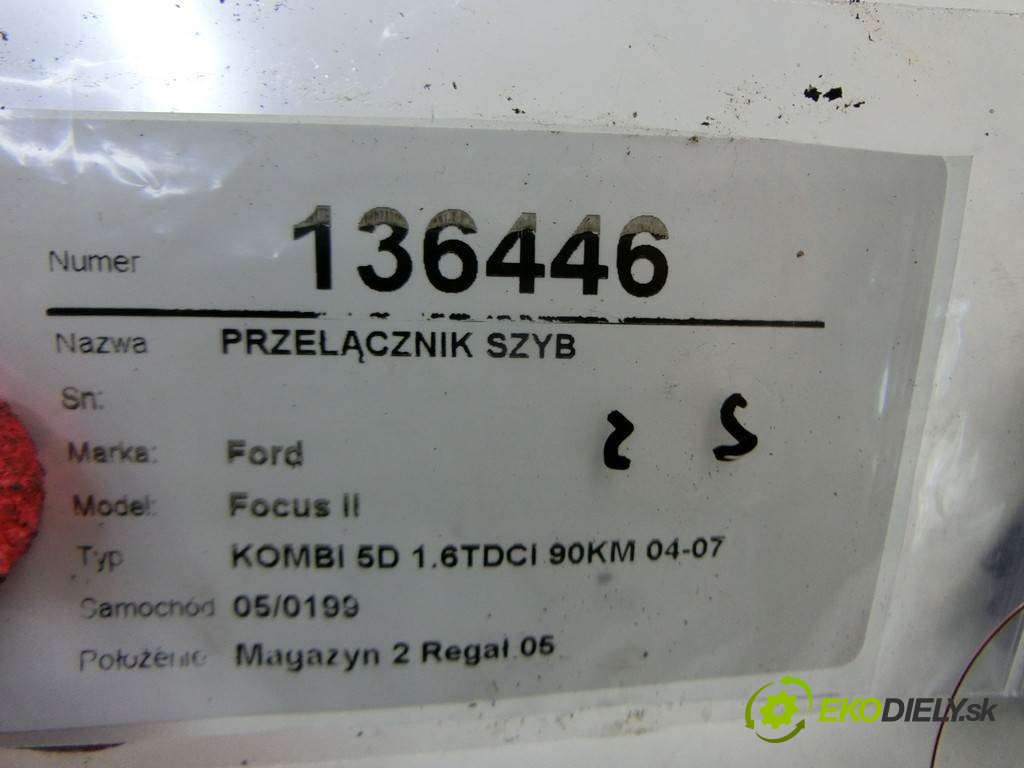 Numer 136446
Nazwa PRZEŁĄCZNIK SZYB
Sn:
Marka: Ford
Model: Focus II
Typ KOMBI 5D 1.6TDCI 90KM 04-07
Samochód 05/0199
Położenie Magazyn 2 Regał 05
EKODIELY.sk